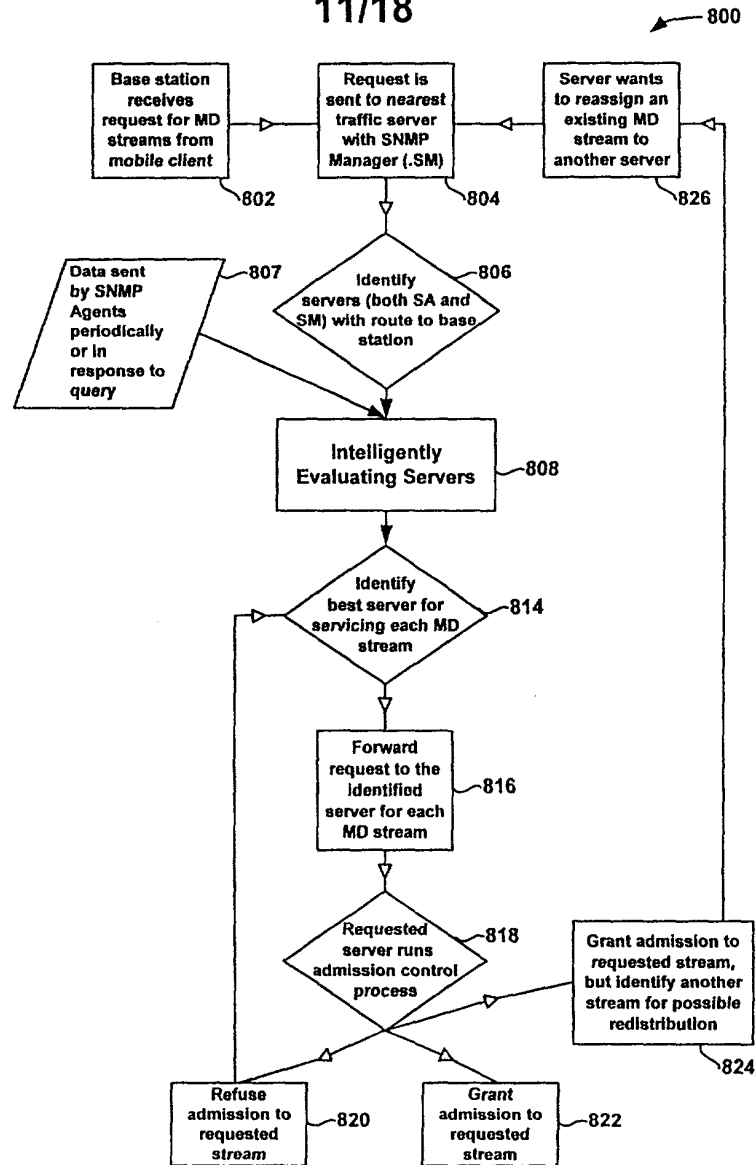 11/18
800
Base station
receives
request for MD
streams from
mobile client
802
Request is
sent to nearest
traffic server
with SNMP
Manager (.SM)
804
Server wants
to reassign an
existing MD
stream to
another server
826
Data sent
by SNMP
Agents
periodically
or in
response to
query
807
Identify
servers (both SA and
SM) with route to base
station
806
Intelligently
Evaluating Servers
808
Identify
best server for
servicing each MD
stream
814
Forward
request to the
identified
server for each
MD stream
816
Requested
server runs
admission control
process
818
Grant admission to
requested stream,
but identify another
stream for possible
redistribution
824
Refuse
admission to
requested
stream
820
Grant
admission to
requested
stream
822